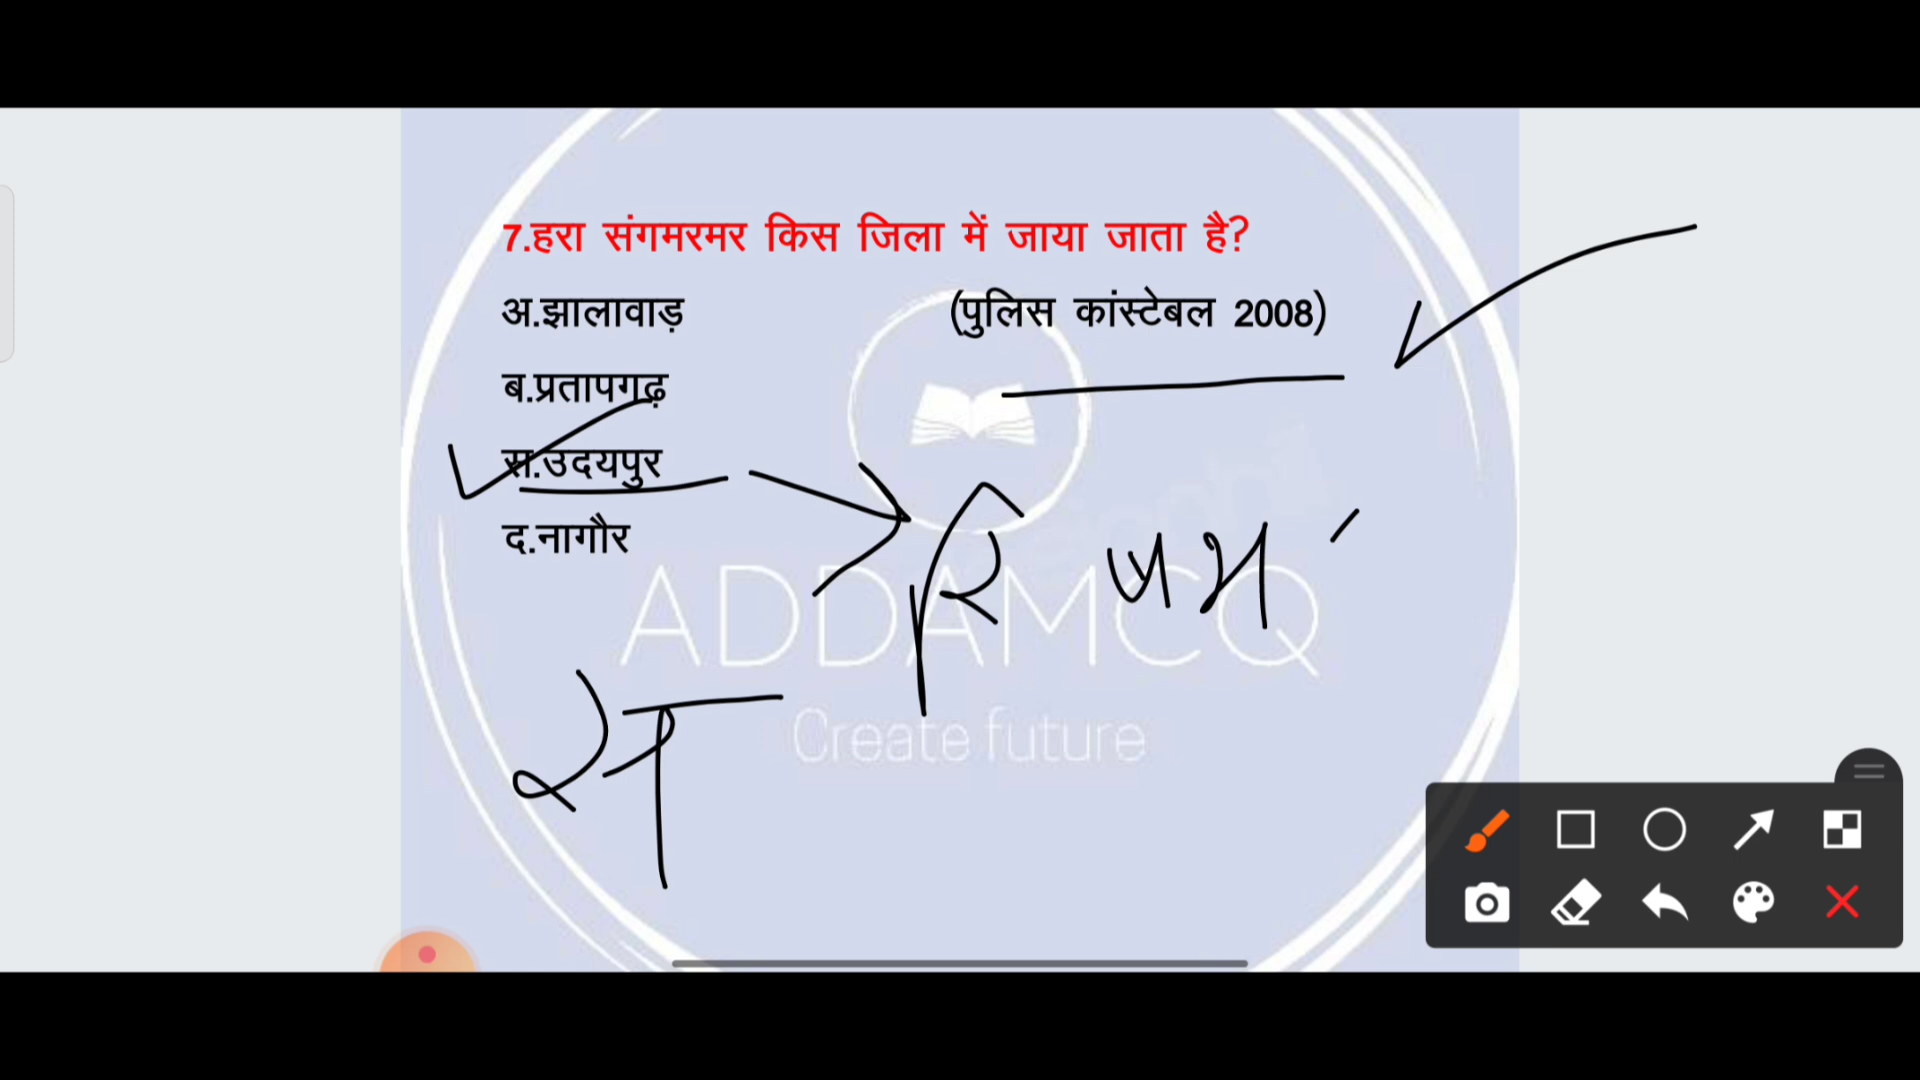 7.हरा संगमरमर किस जिला में जाया जाता है?
अ.झालावाड़ (पुलिस कांस्टेबल 2008)
ब.प्रतापगढ़
स.उदयपुर
द.नागौर
ADDAMCQ
Create future